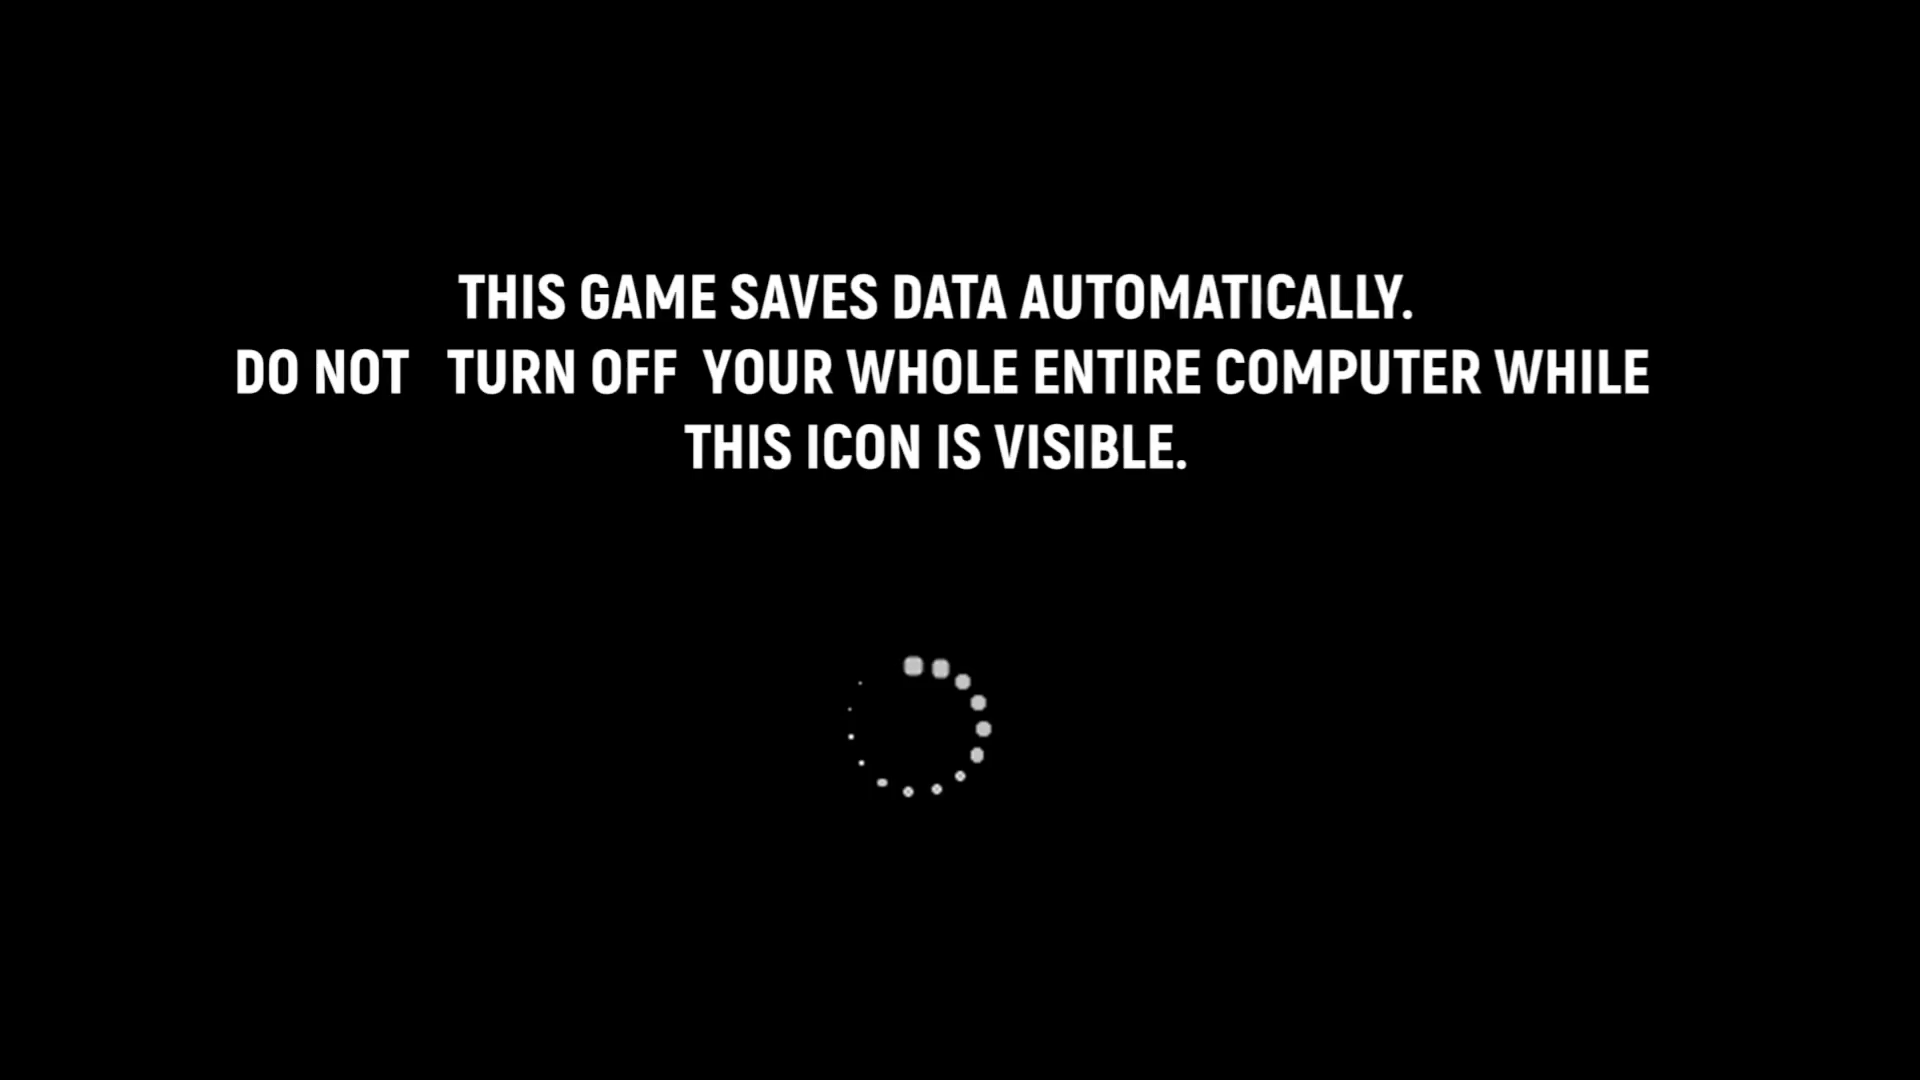 THIS GAME SAVES DATA AUTOMATICALLY.
DO NOT TURN OFF YOUR WHOLE ENTIRE COMPUTER WHILE
THIS ICON IS VISIBLE.